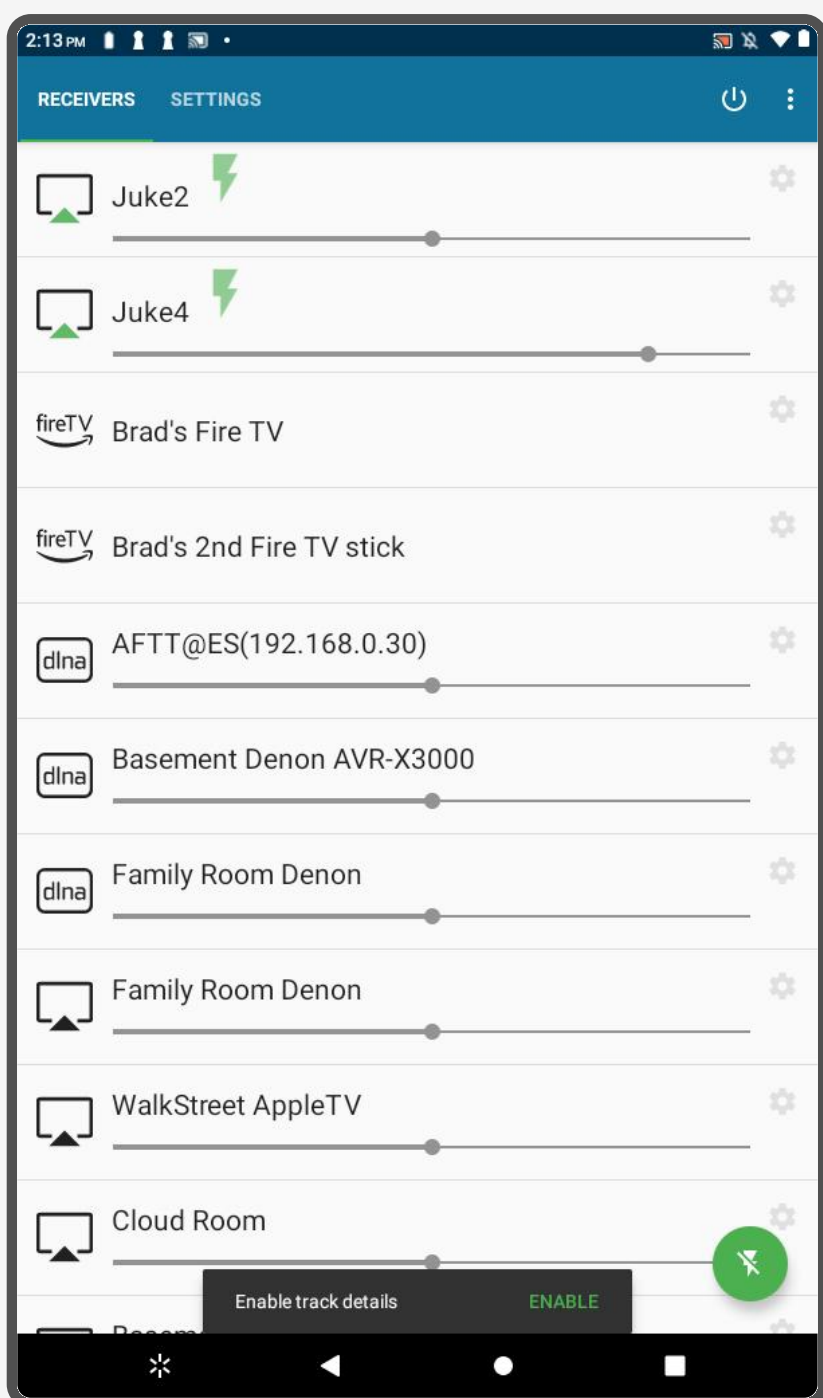 2:13 PM
RECEIVERS SETTINGS
Juke2
Juke4
fireTV Brad's Fire TV
fireTV Brad's 2nd Fire TV stick
dlna AFTT@ES(192.168.0.30)
dlna Basement Denon AVR-X3000
dlna Family Room Denon
Family Room Denon
WalkStreet AppleTV
Cloud Room
Enable track details ENABLE